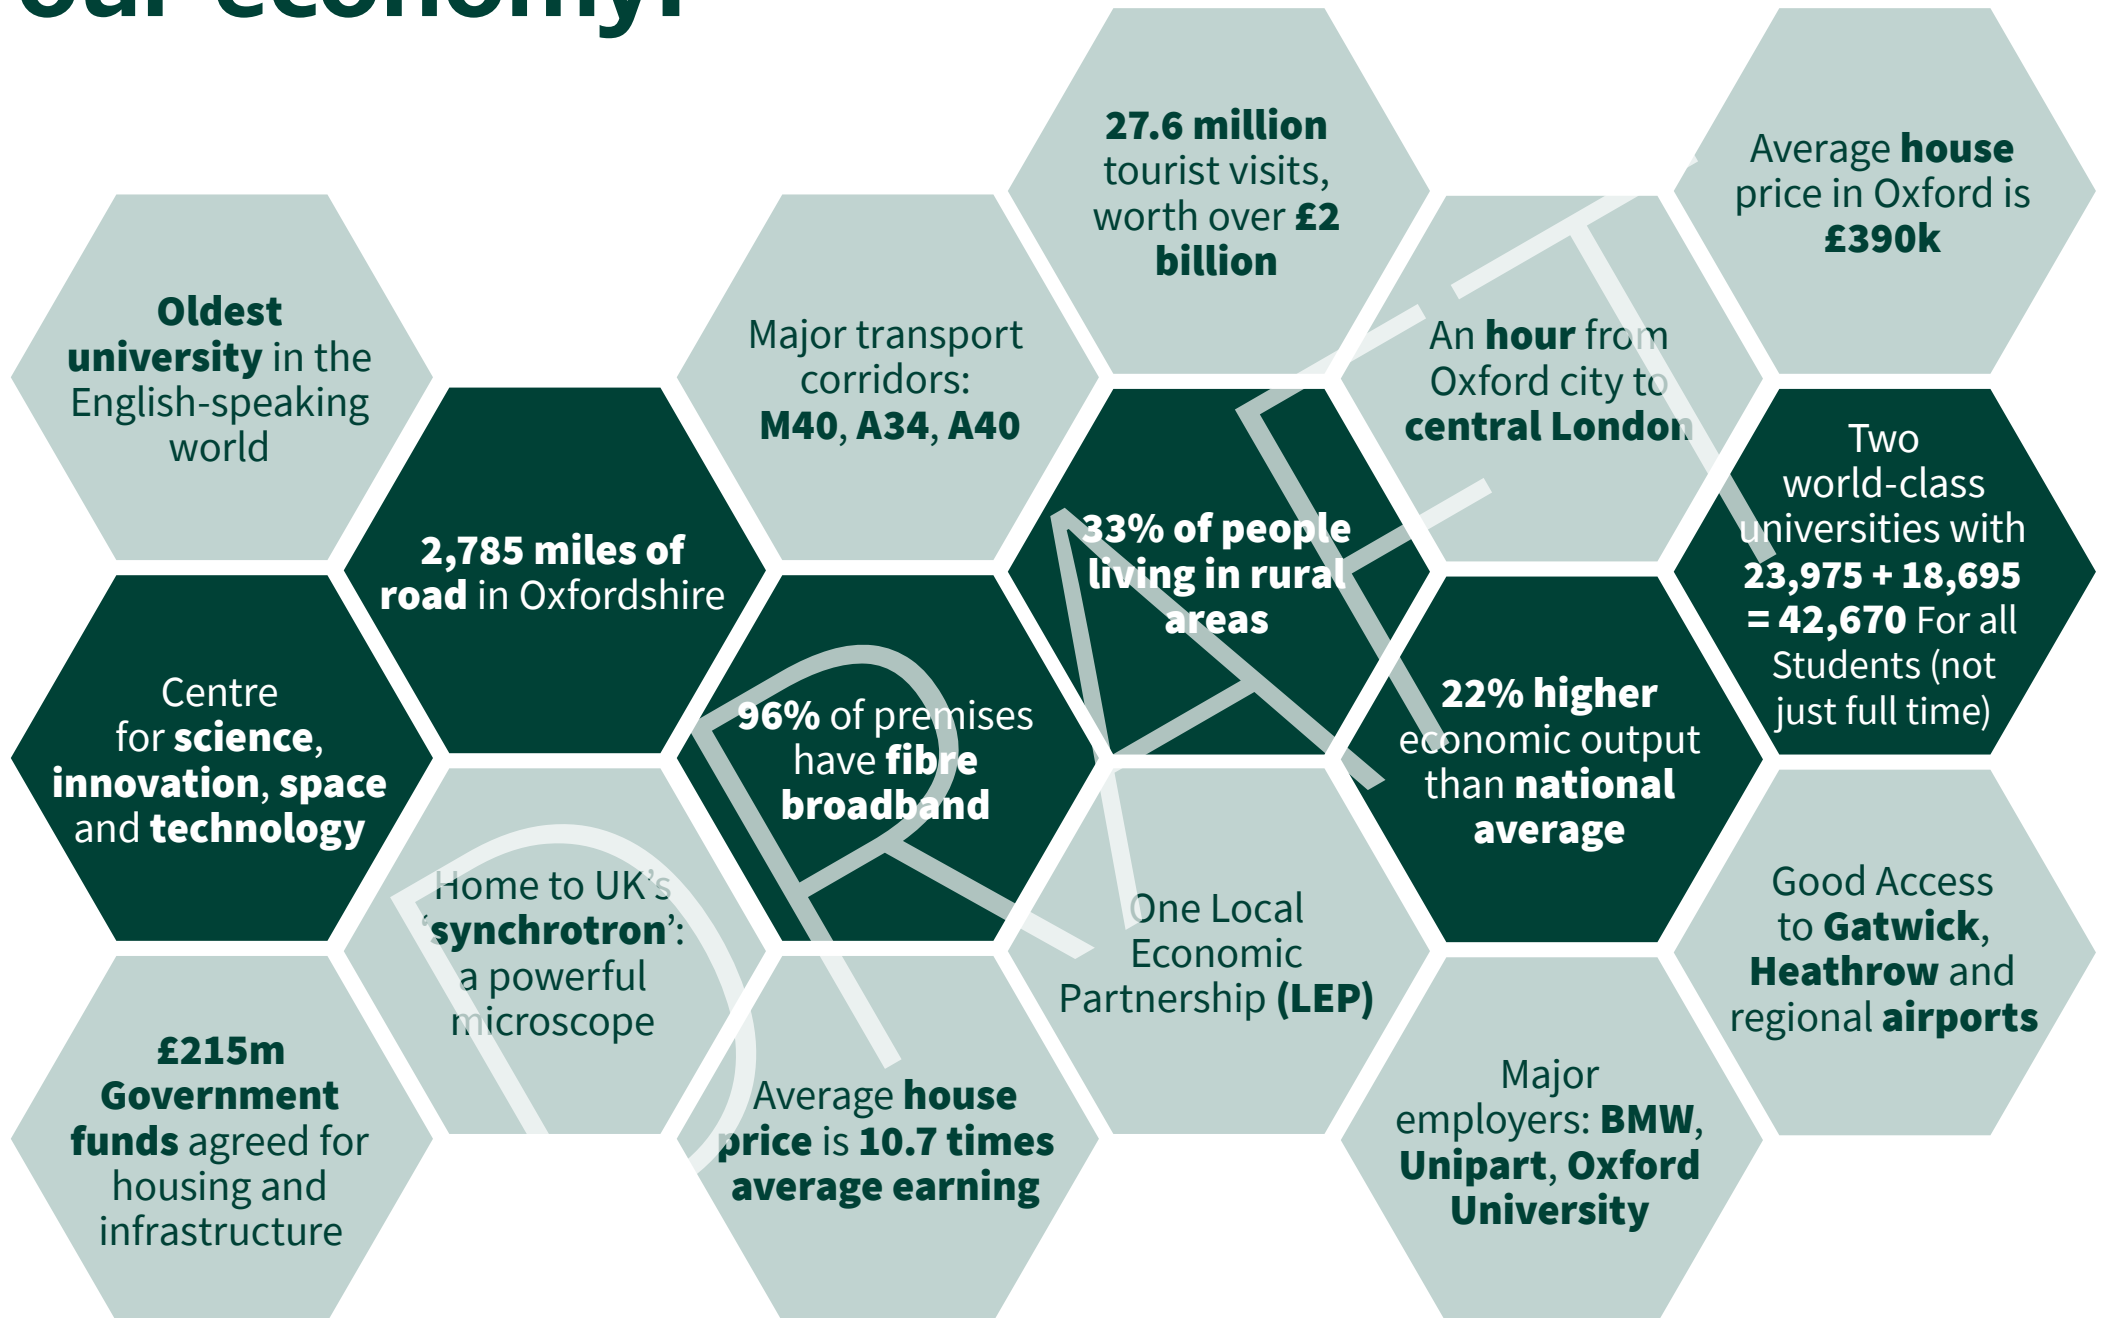 our economy:
27.6 million
tourist visits,
worth over £2
billion
Average house
price in Oxford is
£390k
Oldest
university in the
English-speaking
world
Major transport
corridors:
M40, A34, A40
An hour from
Oxford city to
central London
2,785 miles of
road in Oxfordshire
33% of people
living in rural
areas
Two
world-class
universities with
23,975 + 18,695
= 42,670 For all
Students (not
just full time)
Centre
for science,
innovation, space
and technology
96% of premises
have fibre
broadband
22% higher
economic output
than national
average
Home to UK’s
‘synchrotron’:
a powerful
microscope
One Local
Economic
Partnership (LEP)
Good Access
to Gatwick,
Heathrow and
regional airports
£215m
Government
funds agreed for
housing and
infrastructure
Average house
price is 10.7 times
average earning
Major
employers: BMW,
Unipart, Oxford
University
DRAFT